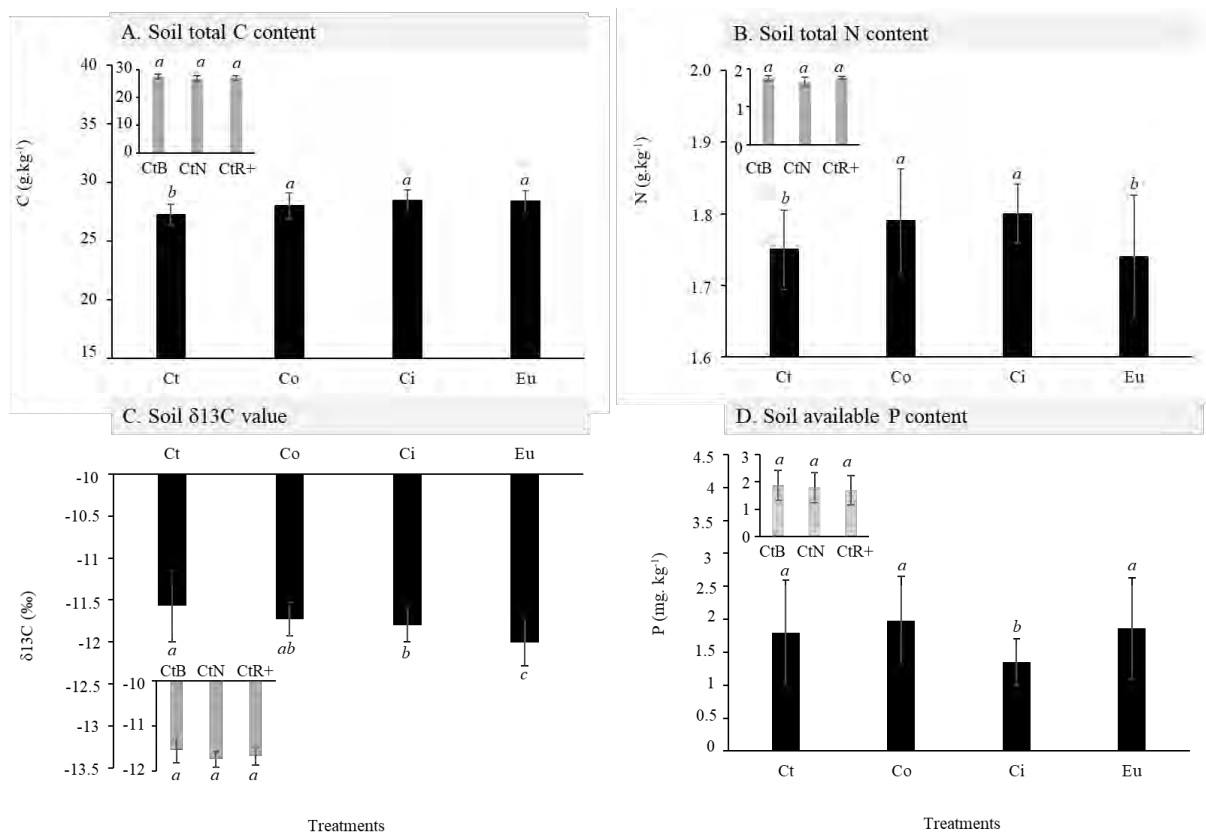 A. Soil total C content
40
35
30
25
20
15
C (g.kg-1)
30
20
10
0
a a a
CtB CtN CtR+
b a a a
Ct Co Ci Eu
B. Soil total N content
2.0
1.9
1.8
1.7
1.6
N (g.kg-1)
2
1
0
a a a
CtB CtN CtR+
b a a b
Ct Co Ci Eu
C. Soil δ13C value
Ct Co Ci Eu
-10
-10.5
-11
-11.5
-12
-12.5
-13
-13.5
δ13C (‰)
a ab b c
CtB CtN CtR+
-10
-11
-12
a a a
Treatments
D. Soil available P content
4.5
4
3.5
3
2.5
2
1.5
1
0.5
0
P (mg. kg-1)
3
2
1
0
a a a
CtB CtN CtR+
a a b a
Ct Co Ci Eu
Treatments